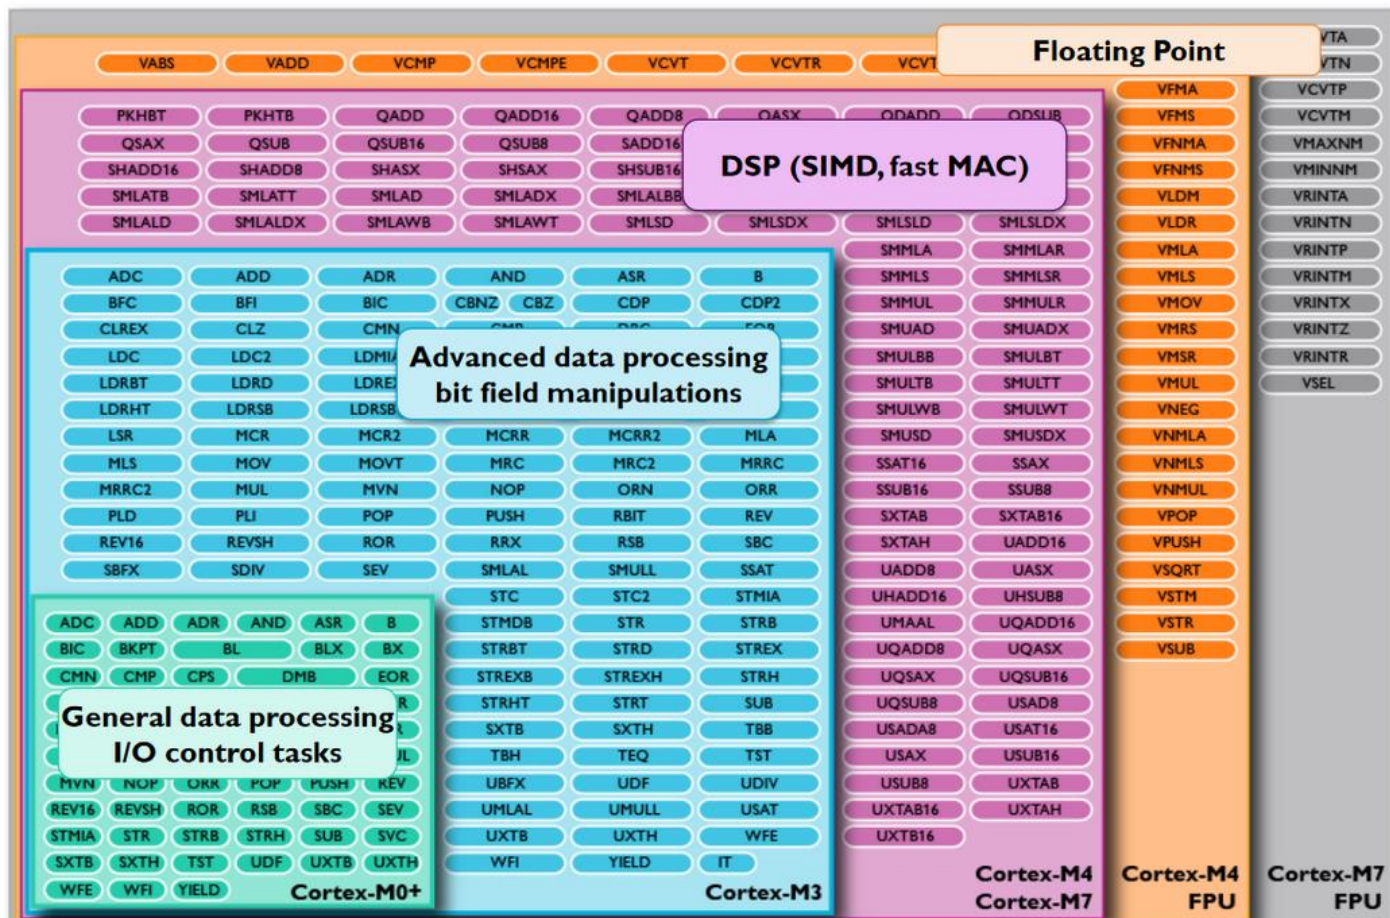 VTA
VABS VADD VCMP VCMPE VCVT VCVTR VCVT Floating Point VTN
VFMA VCVTP
PKHBT PKHTB QADD QADD16 QADD8 QASX QDADD QDSUB VFMS VCVTM
QSAX QSUB QSUB16 QSUB8 SADD16 VFNMA VMAXNM
DSP (SIMD, fast MAC)
SHADD16 SHADD8 SHASX SHSAX SHSUB16 VFNMS VMINNM
SMLATB SMLATT SMLAD SMLADX SMLALBB VLDM VRINTA
SMLALD SMLALDX SMLAWB SMLAWT SMLSD SMLSDX SMLSLD SMLSLDX VLDR VRINTN
SMMLA SMMLAR VMLA VRINTP
ADC ADD ADR AND ASR B SMMLS SMMLSR VMLS VRINTM
BFC BFI BIC CBNZ CBZ CDP CDP2 SMMUL SMMULR VMOV VRINTX
CLREX CLZ CMN SMUAD SMUADX VMRS VRINTZ
LDC LDC2 LDMIA SMULBB SMULBT VMSR VRINTR
Advanced data processing
bit field manipulations
LDRBT LDRD LDREX SMULTB SMULTT VMUL VSEL
LDRHT LDRSB LDRSB SMULWB SMULWT VNEG
LSR MCR MCR2 MCRR MCRR2 MLA SMUSD SMUSDX VNMLA
MLS MOV MOVT MRC MRC2 MRRC SSAT16 SSAX VNMLS
MRRC2 MUL MVN NOP ORN ORR SSUB16 SSUB8 VNMUL
PLD PLI POP PUSH RBIT REV SXTAB SXTAB16 VPOP
REV16 REVSH ROR RRX RSB SBC SXTAH UADD16 VPUSH
SBFX SDIV SEV SMLAL SMULL SSAT UADD8 UASX VSQRT
STC STC2 STMIA UHADD16 UHSUB8 VSTM
ADC ADD ADR AND ASR B STMDB STR STRB UMAAL UQADD16 VSTR
BIC BKPT BL BLX BX STRBT STRD STREX UQADD8 UQASX VSUB
CMN CMP CPS DMB EOR STREXB STREXH STRH UQSAX UQSUB16
General data processing
I/O control tasks
STRHT STRT SUB UQSUB8 USAD8
SXTB SXTH TBB USADA8 USAT16
TBH TEQ TST USAX USUB16
MVN NOP ORR POP PUSH REV UBFX UDF UDIV USUB8 UXTAB
REV16 REVSH ROR RSB SBC SEV UMLAL UMULL USAT UXTAB16 UXTAH
STMIA STR STRB STRH SUB SVC UXTB UXTH WFE UXTB16
SXTB SXTH TST UDF UXTB UXTH WFI YIELD IT
WFE WFI YIELD Cortex-M0+ Cortex-M3
Cortex-M4 Cortex-M4 Cortex-M7
Cortex-M7 FPU FPU